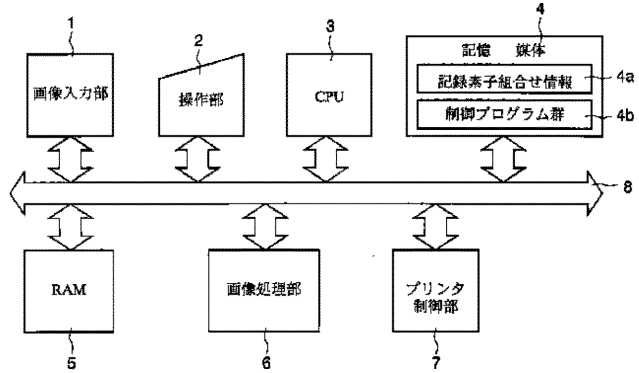 1
2
3
4
画像入力部
操作部
CPU
記憶 媒体
記録素子組合せ情報
4a
制御プログラム群
4b
8
RAM
画像処理部
プリンタ
制御部
5
6
7